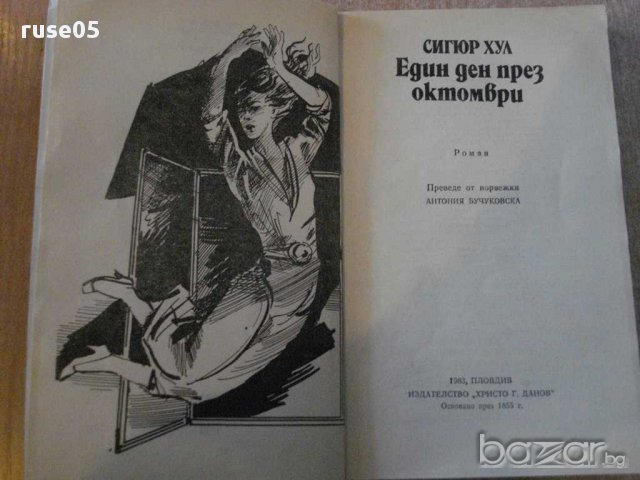 ruse05
СИГЮР ХУЛ
Един ден през
октомври
Роман
Преведе от норвежки
АНТОНИЯ БУЧУКОВСКА
1983, ПЛОВДИВ
ИЗДАТЕЛСТВО „ХРИСТО Г. ДАНОВ“
Основано през 1855 г.
bazar.bg